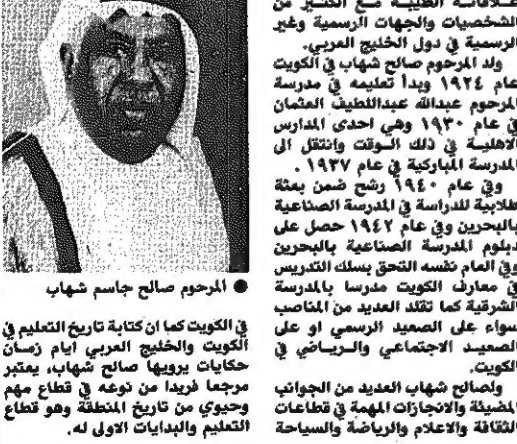 علاقاته الطيبة مع الكثير من
الشخصيات والجهات الرسمية وغير
الرسمية في دول الخليج العربي.
ولد المرحوم صالح شهاب في الكويت
عام ١٩٢٤ وبدأ تعليمه في مدرسة
المرحوم عبدالله عبداللطيف العثمان
في عام ١٩٣٠ وهي احدى المدارس
الاهلية في ذلك الوقت وانتقل الى
المدرسة المباركية في عام ١٩٣٧ .
وفي عام ١٩٤٠ رشح ضمن بعثة
طلابية للدراسة في المدرسة الصناعية
بالبحرين وفي عام ١٩٤٢ حصل على
دبلوم المدرسة الصناعية بالبحرين
وفي العام نفسه التحق بسلك التدريس
في معارف الكويت مدرسا بالمدرسة
الشرقية كما تقلد العديد من المناصب
سواء على الصعيد الرسمي او على
الصعيد الاجتماعي والرياضي في
الكويت.
ولصالح شهاب العديد من الجوانب
المضيئة والانجازات المهمة في قطاعات
الثقافة والاعلام والرياضة والسياحة
● المرحوم صالح جاسم شهاب
في الكويت كما ان كتابة تاريخ التعليم في
الكويت والخليج العربي ايام زمان
حكايات يرويها صالح شهاب، يعتبر
مرجعا فريدا من نوعه في قطاع مهم
وحيوي من تاريخ المنطقة وهو قطاع
التعليم والبدايات الاولى له.